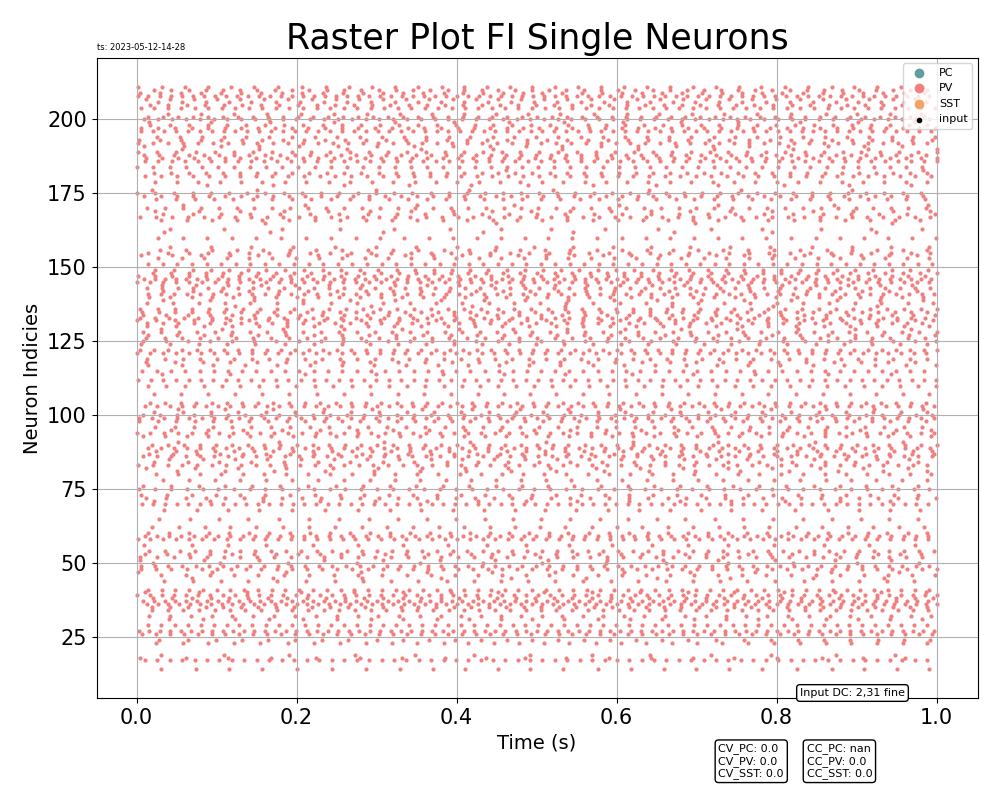 Raster Plot FI Single Neurons
ts: 2023-05-12-14-28
PC
PV
SST
input
200
175
150
125
100
75
50
25
Neuron Indicies
0.0
0.2
0.4
0.6
0.8
1.0
Time (s)
Input DC: 2,31 fine
CV_PC: 0.0
CV_PV: 0.0
CV_SST: 0.0
CC_PC: nan
CC_PV: 0.0
CC_SST: 0.0